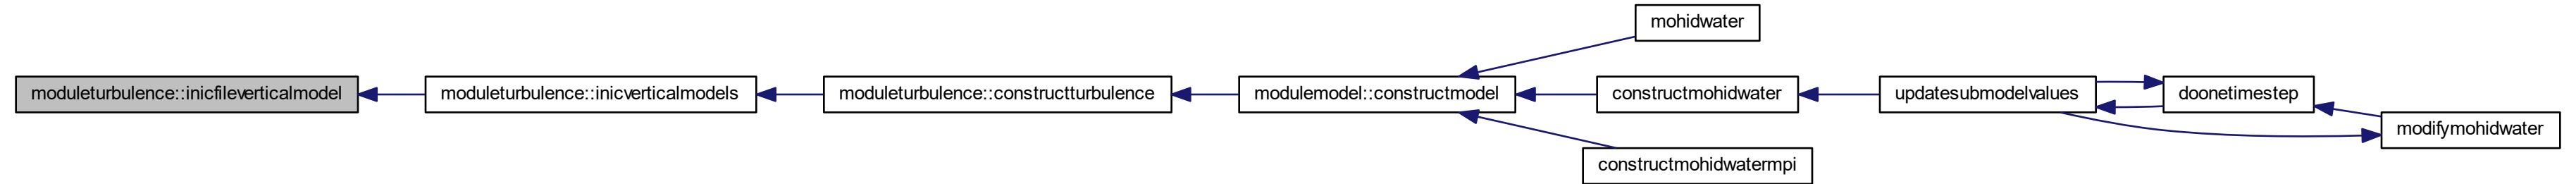 mohidwater
moduleturbulence::inicfileverticalmodel
moduleturbulence::inicverticalmodels
moduleturbulence::constructturbulence
modulemodel::constructmodel
constructmohidwater
updatesubmodelvalues
doonetimestep
modifymohidwater
constructmohidwatermpi